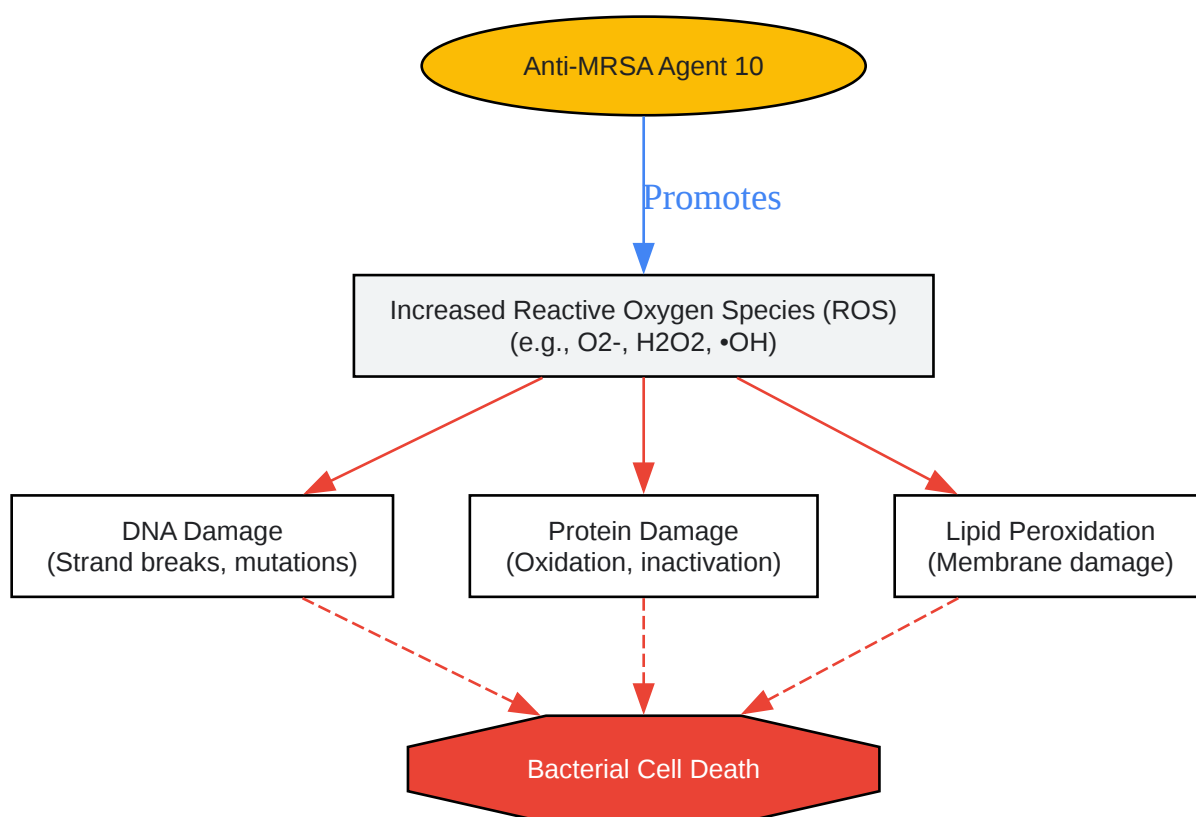 Anti-MRSA Agent 10
Promotes
Increased Reactive Oxygen Species (ROS)
(e.g., O2-, H2O2, •OH)
DNA Damage
(Strand breaks, mutations)
Protein Damage
(Oxidation, inactivation)
Lipid Peroxidation
(Membrane damage)
Bacterial Cell Death